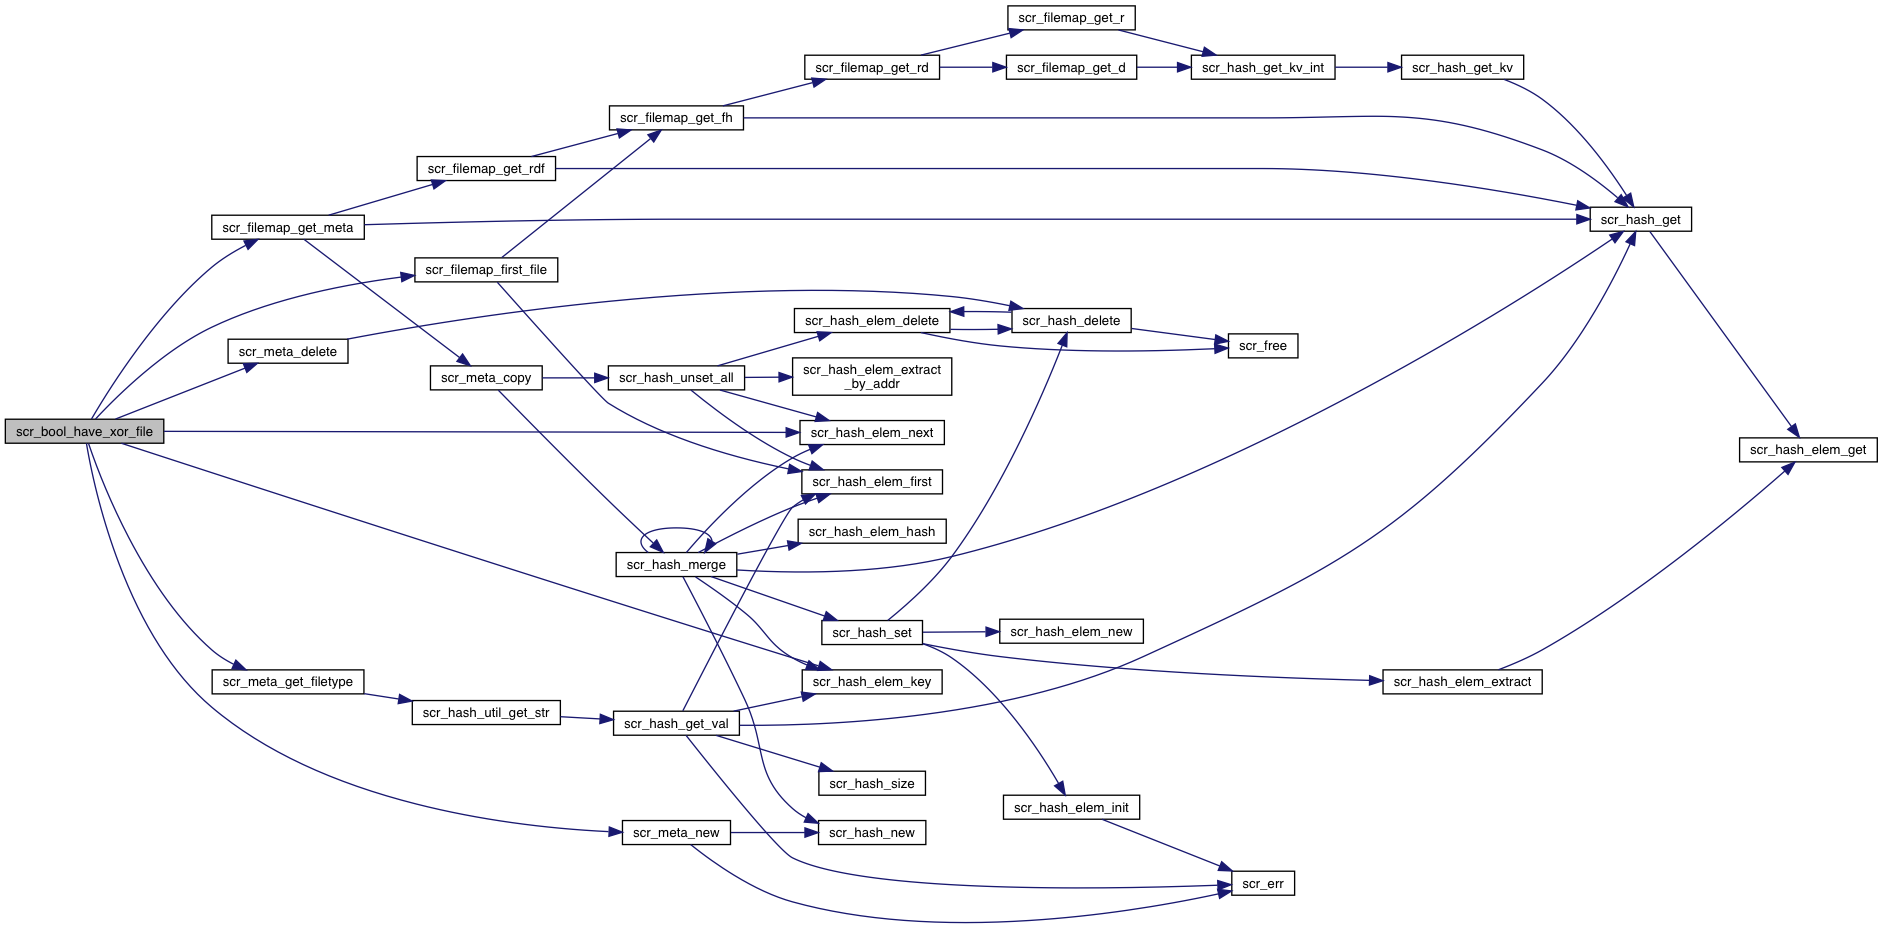 scr_filemap_get_r
scr_filemap_get_rd
scr_filemap_get_d
scr_hash_get_kv_int
scr_hash_get_kv
scr_filemap_get_fh
scr_filemap_get_rdf
scr_filemap_get_meta
scr_hash_get
scr_filemap_first_file
scr_hash_elem_delete
scr_hash_delete
scr_free
scr_meta_delete
scr_meta_copy
scr_hash_unset_all
scr_hash_elem_extract
_by_addr
scr_bool_have_xor_file
scr_hash_elem_next
scr_hash_elem_get
scr_hash_elem_first
scr_hash_elem_hash
scr_hash_merge
scr_hash_set
scr_hash_elem_new
scr_meta_get_filetype
scr_hash_elem_key
scr_hash_elem_extract
scr_hash_util_get_str
scr_hash_get_val
scr_hash_size
scr_hash_elem_init
scr_meta_new
scr_hash_new
scr_err